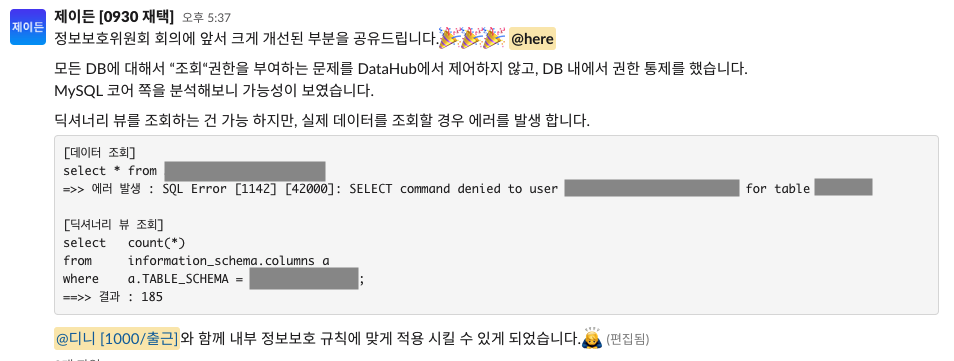 제이든
제이든 [0930 재택] 오후 5:37
정보보호위원회 회의에 앞서 크게 개선된 부분을 공유드립니다.🎉🎉🎉 @here
모든 DB에 대해서 “조회“권한을 부여하는 문제를 DataHub에서 제어하지 않고, DB 내에서 권한 통제를 했습니다.
MySQL 코어 쪽을 분석해보니 가능성이 보였습니다.
딕셔너리 뷰를 조회하는 건 가능 하지만, 실제 데이터를 조회할 경우 에러를 발생 합니다.
[데이터 조회]
select * from
=>> 에러 발생 : SQL Error [1142] [42000]: SELECT command denied to user for table
[딕셔너리 뷰 조회]
select count(*)
from information_schema.columns a
where a.TABLE_SCHEMA = ;
==>> 결과 : 185
@디니 [1000/출근]와 함께 내부 정보보호 규칙에 맞게 적용 시킬 수 있게 되었습니다.🙇 (편집됨)